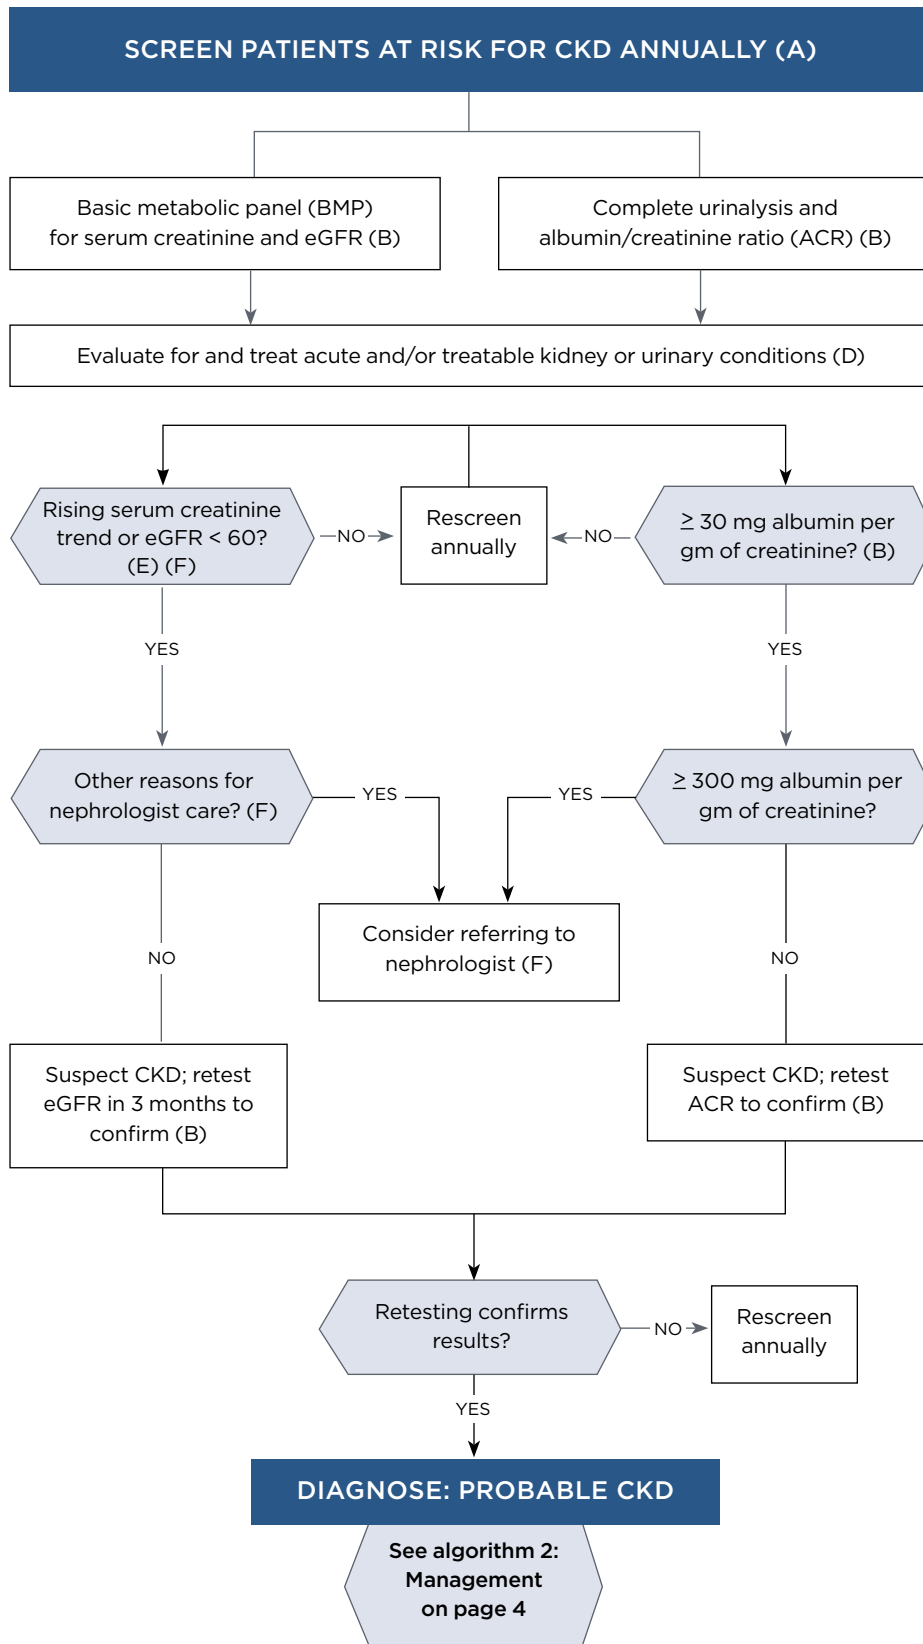 SCREEN PATIENTS AT RISK FOR CKD ANNUALLY (A)
Basic metabolic panel (BMP)
for serum creatinine and eGFR (B)
Complete urinalysis and
albumin/creatinine ratio (ACR) (B)
Evaluate for and treat acute and/or treatable kidney or urinary conditions (D)
Rising serum creatinine
trend or eGFR < 60?
(E) (F)
NO
Rescreen
annually
NO
≥ 30 mg albumin per
gm of creatinine? (B)
YES
YES
Other reasons for
nephrologist care? (F)
YES
YES
≥ 300 mg albumin per
gm of creatinine?
Consider referring to
nephrologist (F)
NO
NO
Suspect CKD; retest
eGFR in 3 months to
confirm (B)
Suspect CKD; retest
ACR to confirm (B)
Retesting confirms
results?
NO
Rescreen
annually
YES
DIAGNOSE: PROBABLE CKD
See algorithm 2:
Management
on page 4